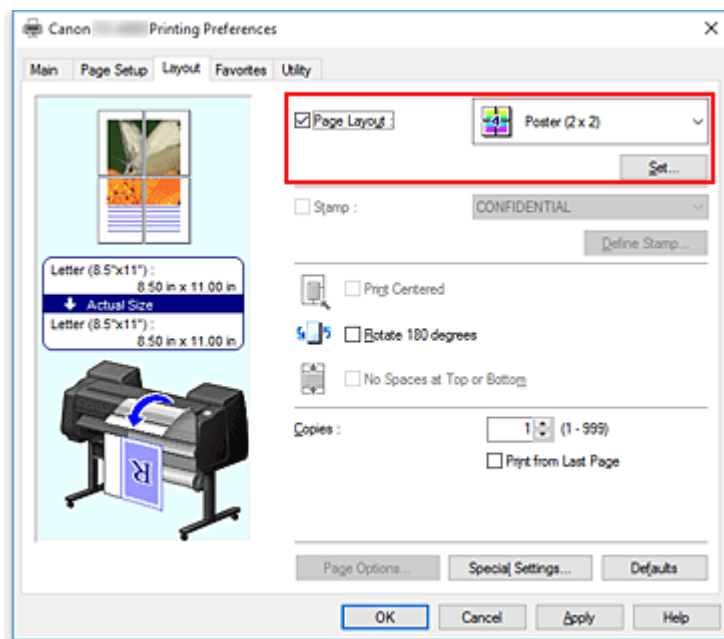 Canon Printing Preferences
Main Page Setup Layout Favorites Utility
Page Layout :
4 Poster (2 x 2)
Set...
Stamp :
CONFIDENTIAL
Define Stamp...
Letter (8.5"x11") :
8.50 in x 11.00 in
Actual Size
Letter (8.5"x11") :
8.50 in x 11.00 in
Print Centered
Rotate 180 degrees
No Spaces at Top or Bottom
Copies :
1 (1 - 999)
Print from Last Page
R
Page Options... Special Settings... Defaults
OK Cancel Apply Help